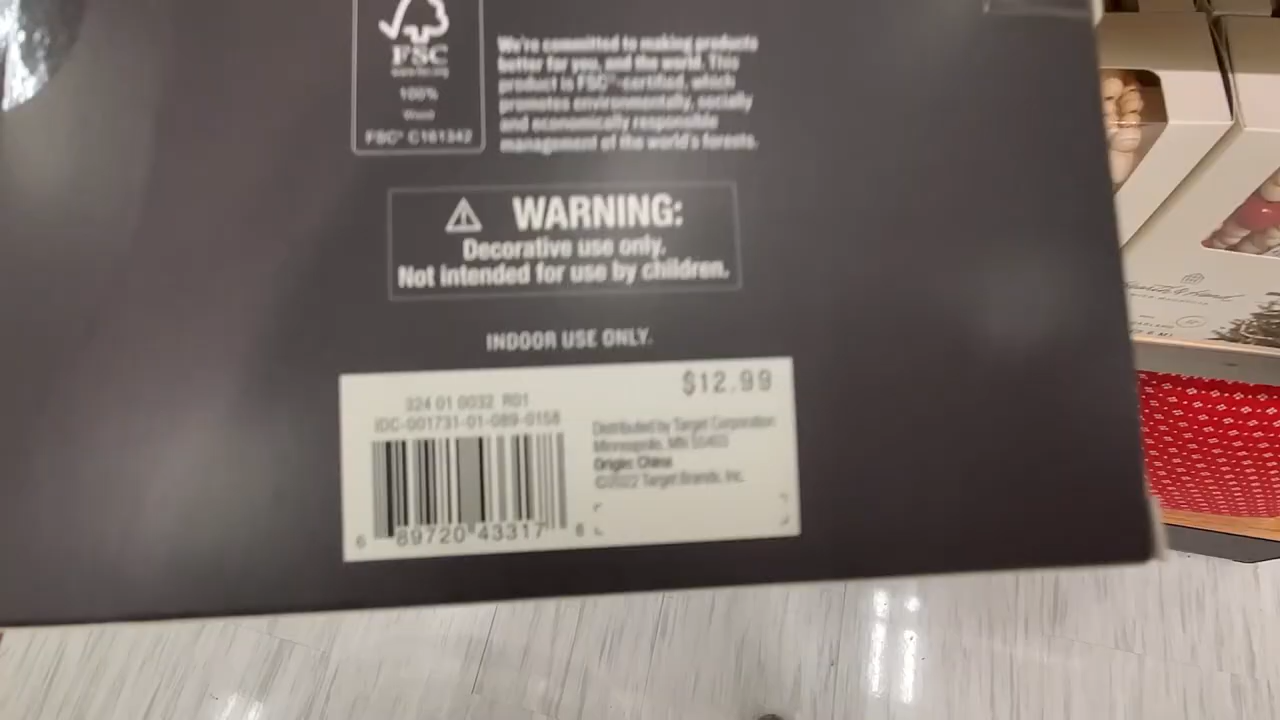 FSC
www.fsc.org
100%
Wood
FSC® C161342
We're committed to making products
better for you, and the world. This
product is FSC®-certified, which
promotes environmentally, socially
and economically responsible
management of the world's forests.
WARNING:
Decorative use only.
Not intended for use by children.
INDOOR USE ONLY.
324 01 0032 R01
IDC-001731-01-089-0158
$12.99
Distributed by Target Corporation
Minneapolis, MN 55403
Origin: China
©2022 Target Brands, Inc.
6 89720 43317 6